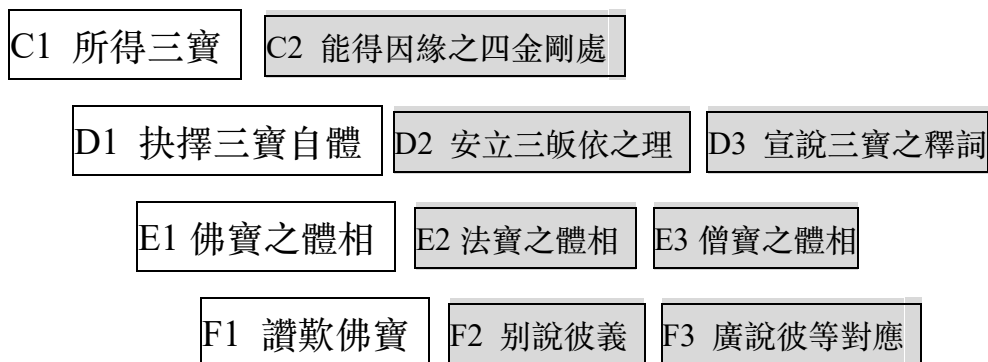 C1 所得三寶 C2 能得因緣之四金剛處
D1 抉擇三寶自體 D2 安立三皈依之理 D3 宣說三寶之釋詞
E1 佛寶之體相 E2 法寶之體相 E3 僧寶之體相
F1 讚歎佛寶 F2 別說彼義 F3 廣說彼等對應